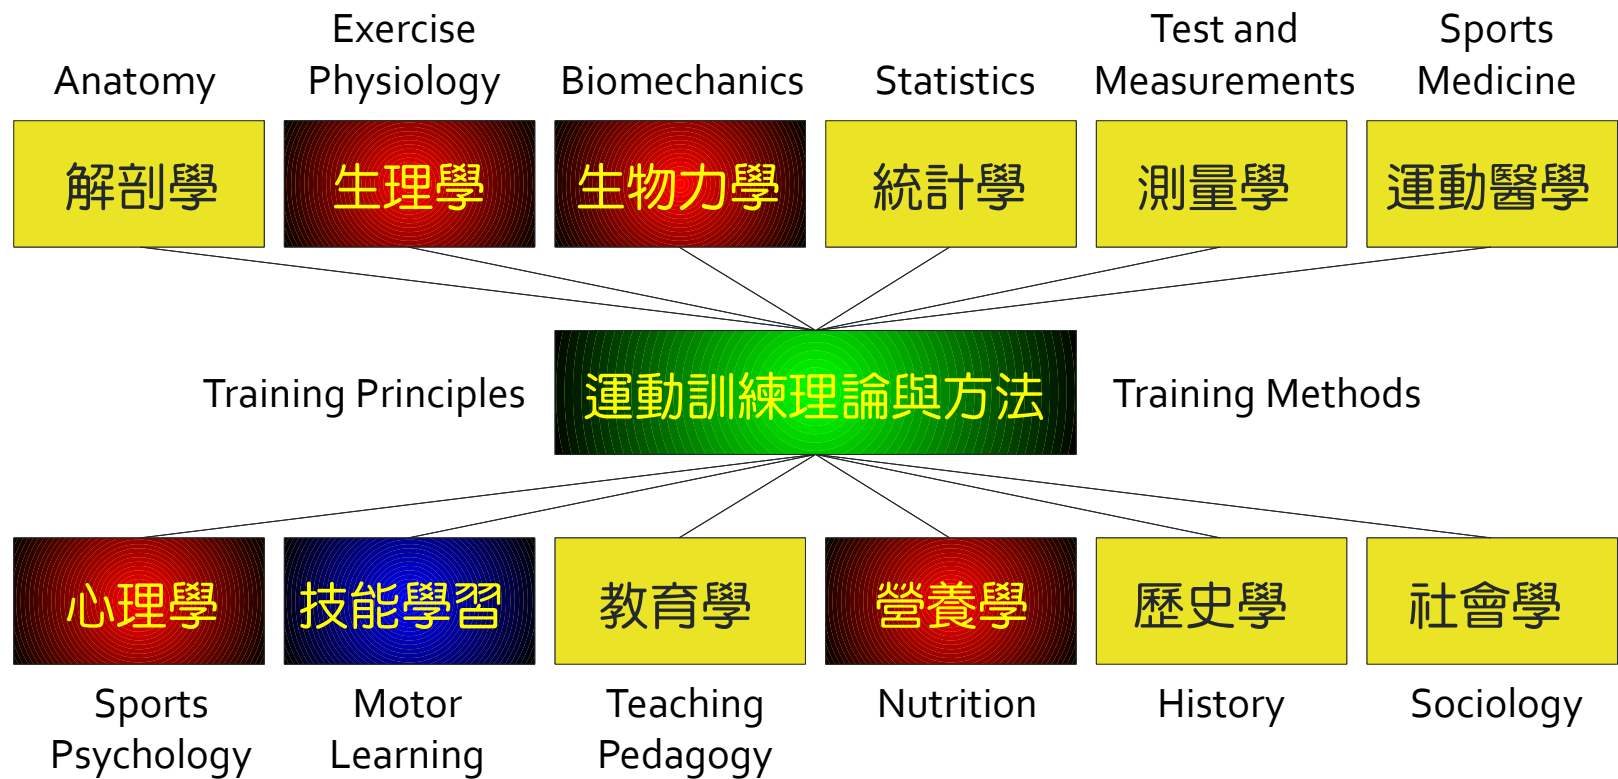 Anatomy
Exercise
Physiology
Biomechanics
Statistics
Test and
Measurements
Sports
Medicine
解剖學
生理學
生物力學
統計學
測量學
運動醫學
Training Principles
運動訓練理論與方法
Training Methods
心理學
技能學習
教育學
營養學
歷史學
社會學
Sports
Psychology
Motor
Learning
Teaching
Pedagogy
Nutrition
History
Sociology